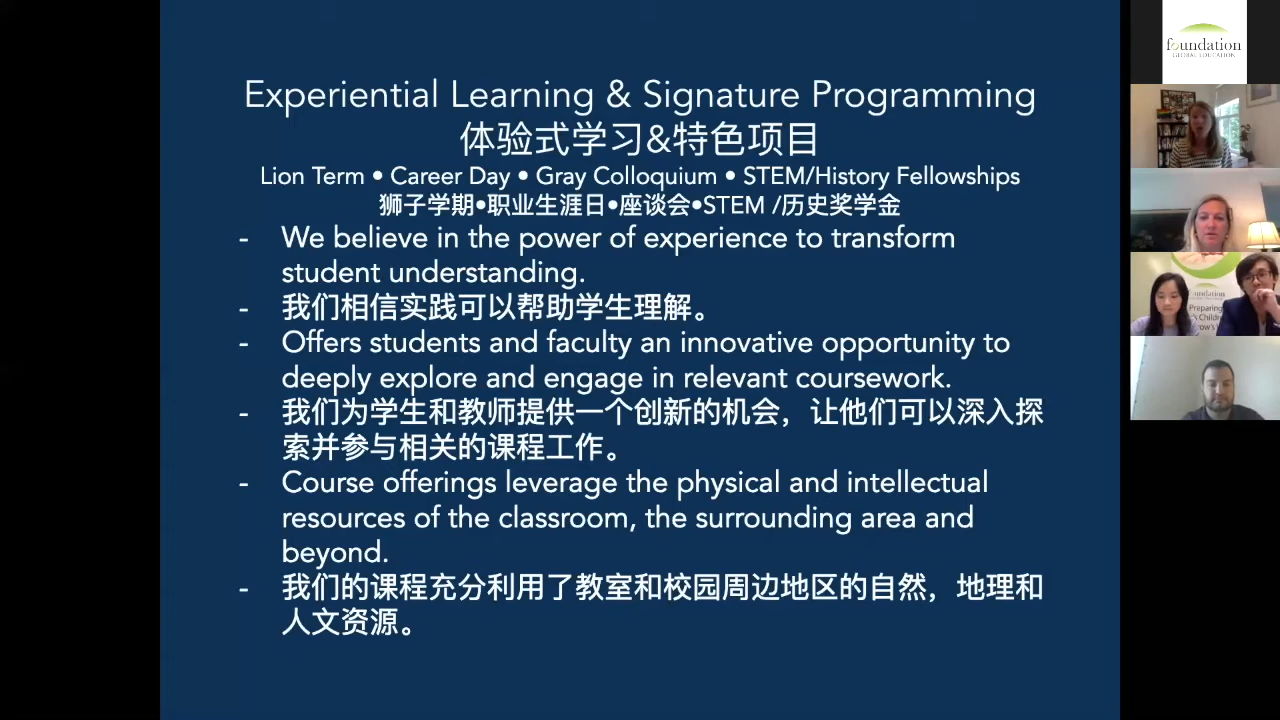 Experiential Learning & Signature Programming
体验式学习&特色项目
Lion Term • Career Day • Gray Colloquium • STEM/History Fellowships
狮子学期•职业生涯日•座谈会•STEM /历史奖学金
- We believe in the power of experience to transform
student understanding.
- 我们相信实践可以帮助学生理解。
- Offers students and faculty an innovative opportunity to
deeply explore and engage in relevant coursework.
- 我们为学生和教师提供一个创新的机会，让他们可以深入探
索并参与相关的课程工作。
- Course offerings leverage the physical and intellectual
resources of the classroom, the surrounding area and
beyond.
- 我们的课程充分利用了教室和校园周边地区的自然，地理和
人文资源。
foundation
GLOBAL EDUCATION
foundation
Preparing
's Childre